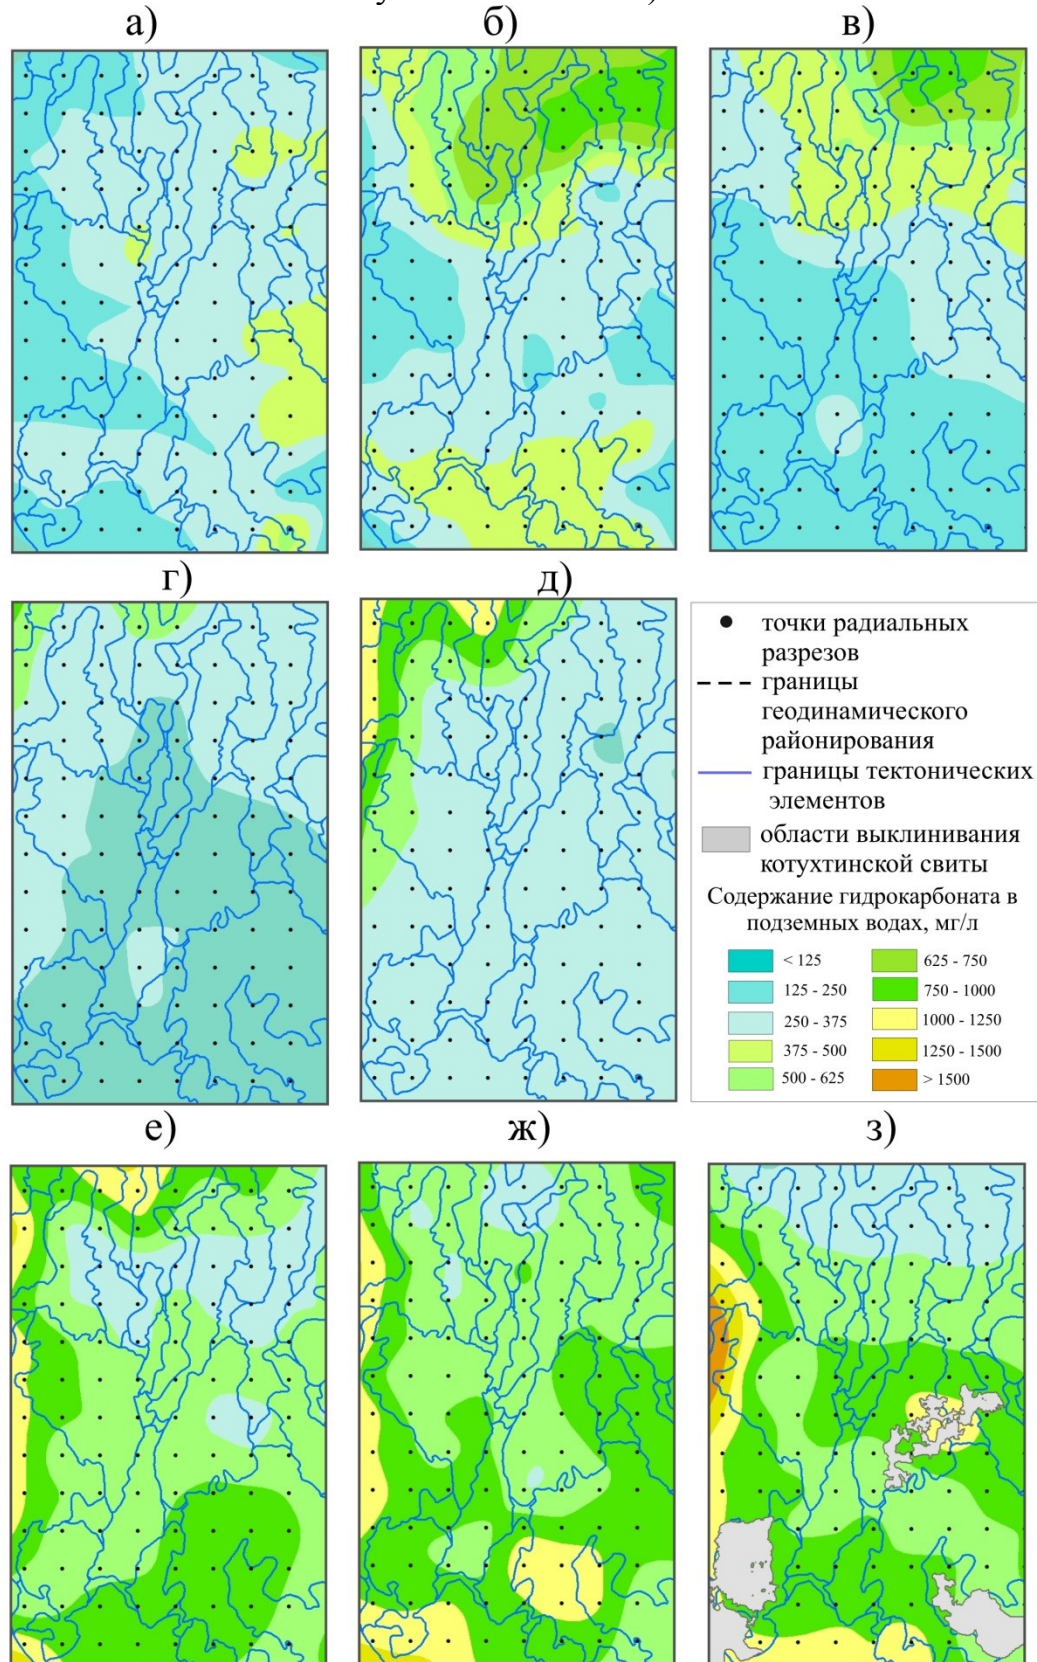 а)
б)
в)
г)
д)
точки радиальных
разрезов
границы
геодинамического
районирования
границы тектонических
элементов
области выклинивания
котухтинской свиты
Содержание гидрокарбоната в
подземных водах, мг/л
< 125
625 - 750
125 - 250
750 - 1000
250 - 375
1000 - 1250
375 - 500
1250 - 1500
500 - 625
> 1500
е)
ж)
з)